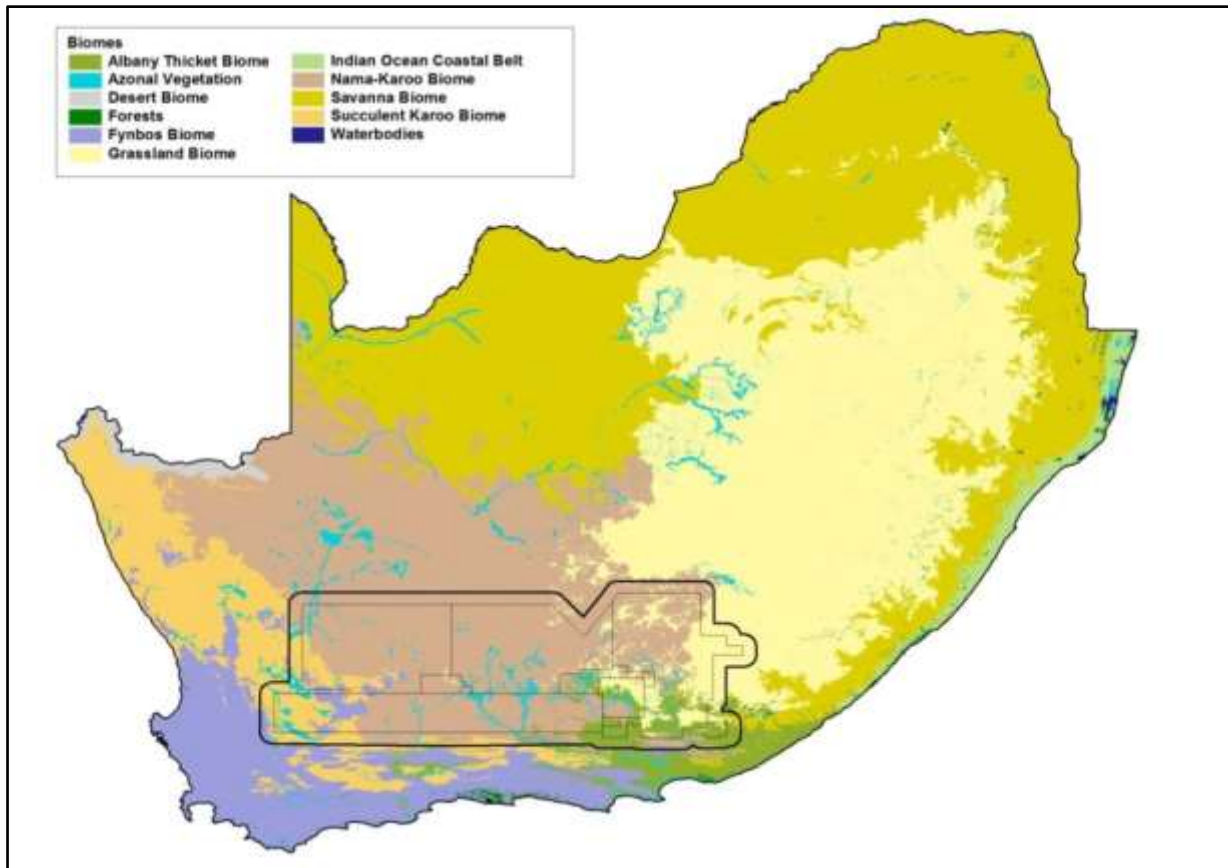 Biomes
Albany Thicket Biome
Azonal Vegetation
Desert Biome
Forests
Fynbos Biome
Grassland Biome
Indian Ocean Coastal Belt
Nama-Karoo Biome
Savanna Biome
Succulent Karoo Biome
Waterbodies